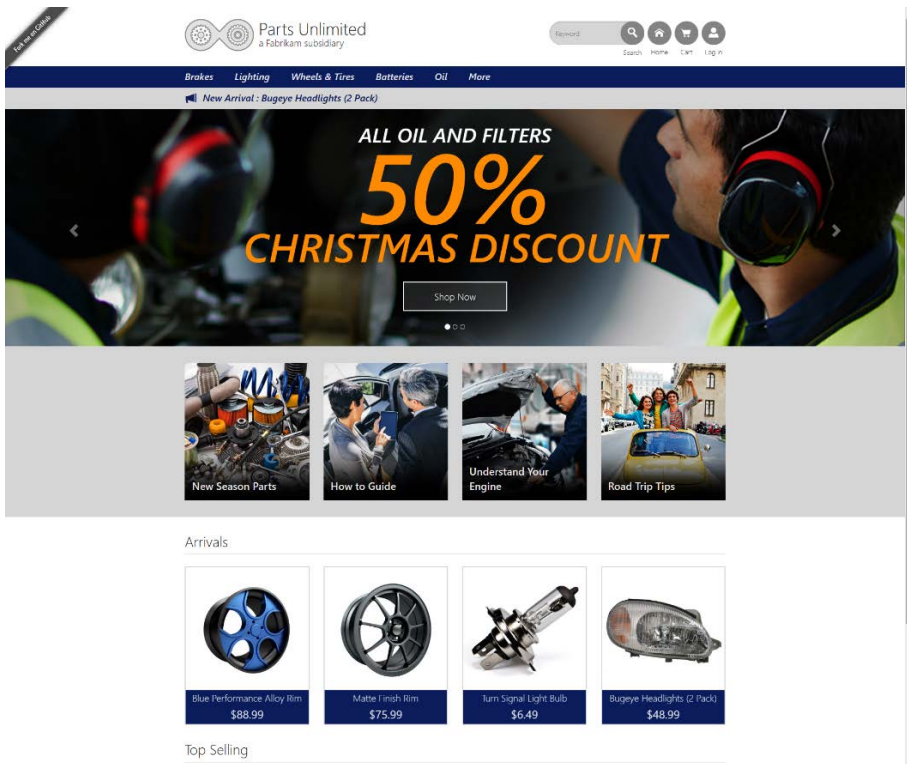 Fork me on GitHub
Parts Unlimited
a Fabrikam subsidiary
Keyword
Search Home Cart Log in
Brakes Lighting Wheels & Tires Batteries Oil More
New Arrival : Bugeye Headlights (2 Pack)
ALL OIL AND FILTERS
50%
CHRISTMAS DISCOUNT
Shop Now
New Season Parts
How to Guide
Understand Your
Engine
Road Trip Tips
Arrivals
Blue Performance Alloy Rim
$88.99
Matte Finish Rim
$75.99
Turn Signal Light Bulb
$6.49
Bugeye Headlights (2 Pack)
$48.99
Top Selling